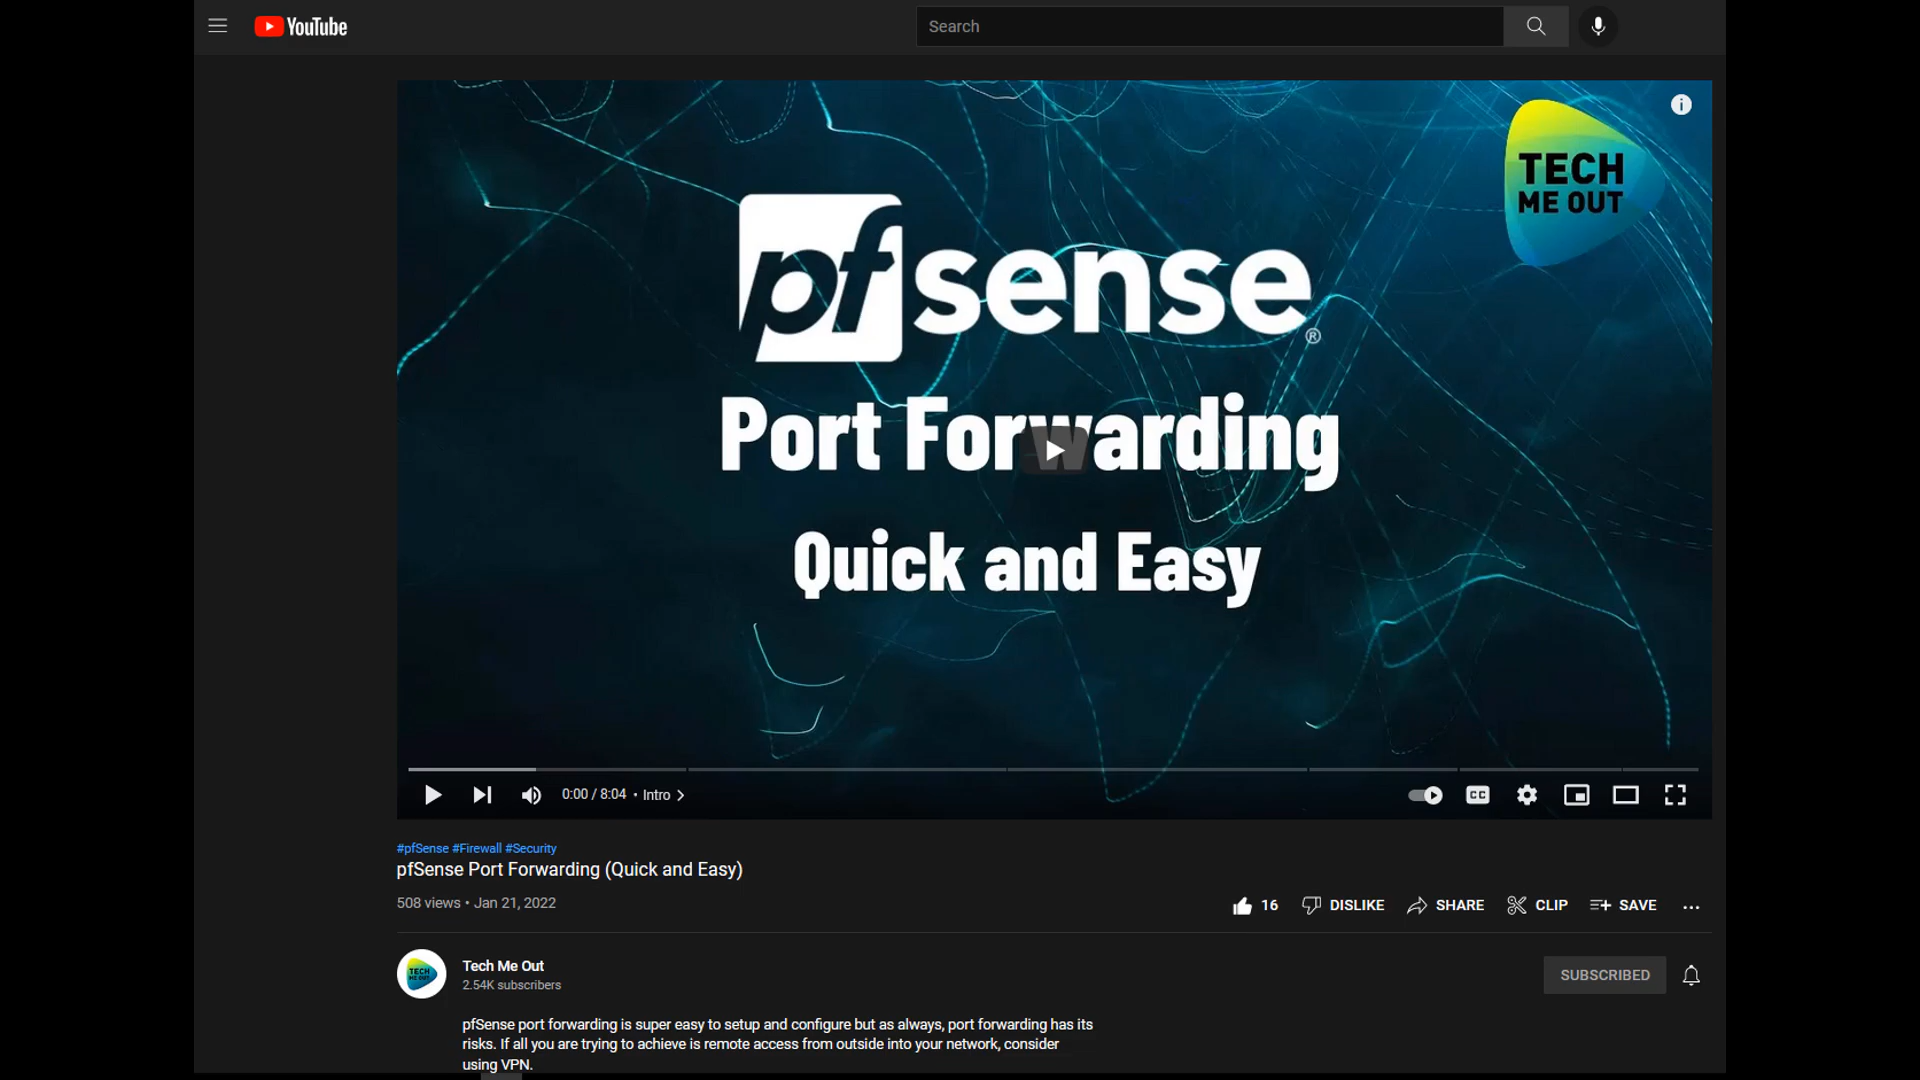 YouTube
Search
TECH
ME OUT
pfsense®
Port Forwarding
Quick and Easy
0:00 / 8:04 • Intro
CC
#pfSense #Firewall #Security
pfSense Port Forwarding (Quick and Easy)
508 views • Jan 21, 2022
16 DISLIKE SHARE CLIP SAVE
TECH
ME OUT
Tech Me Out
2.54K subscribers
SUBSCRIBED
pfSense port forwarding is super easy to setup and configure but as always, port forwarding has its
risks. If all you are trying to achieve is remote access from outside into your network, consider
using VPN.